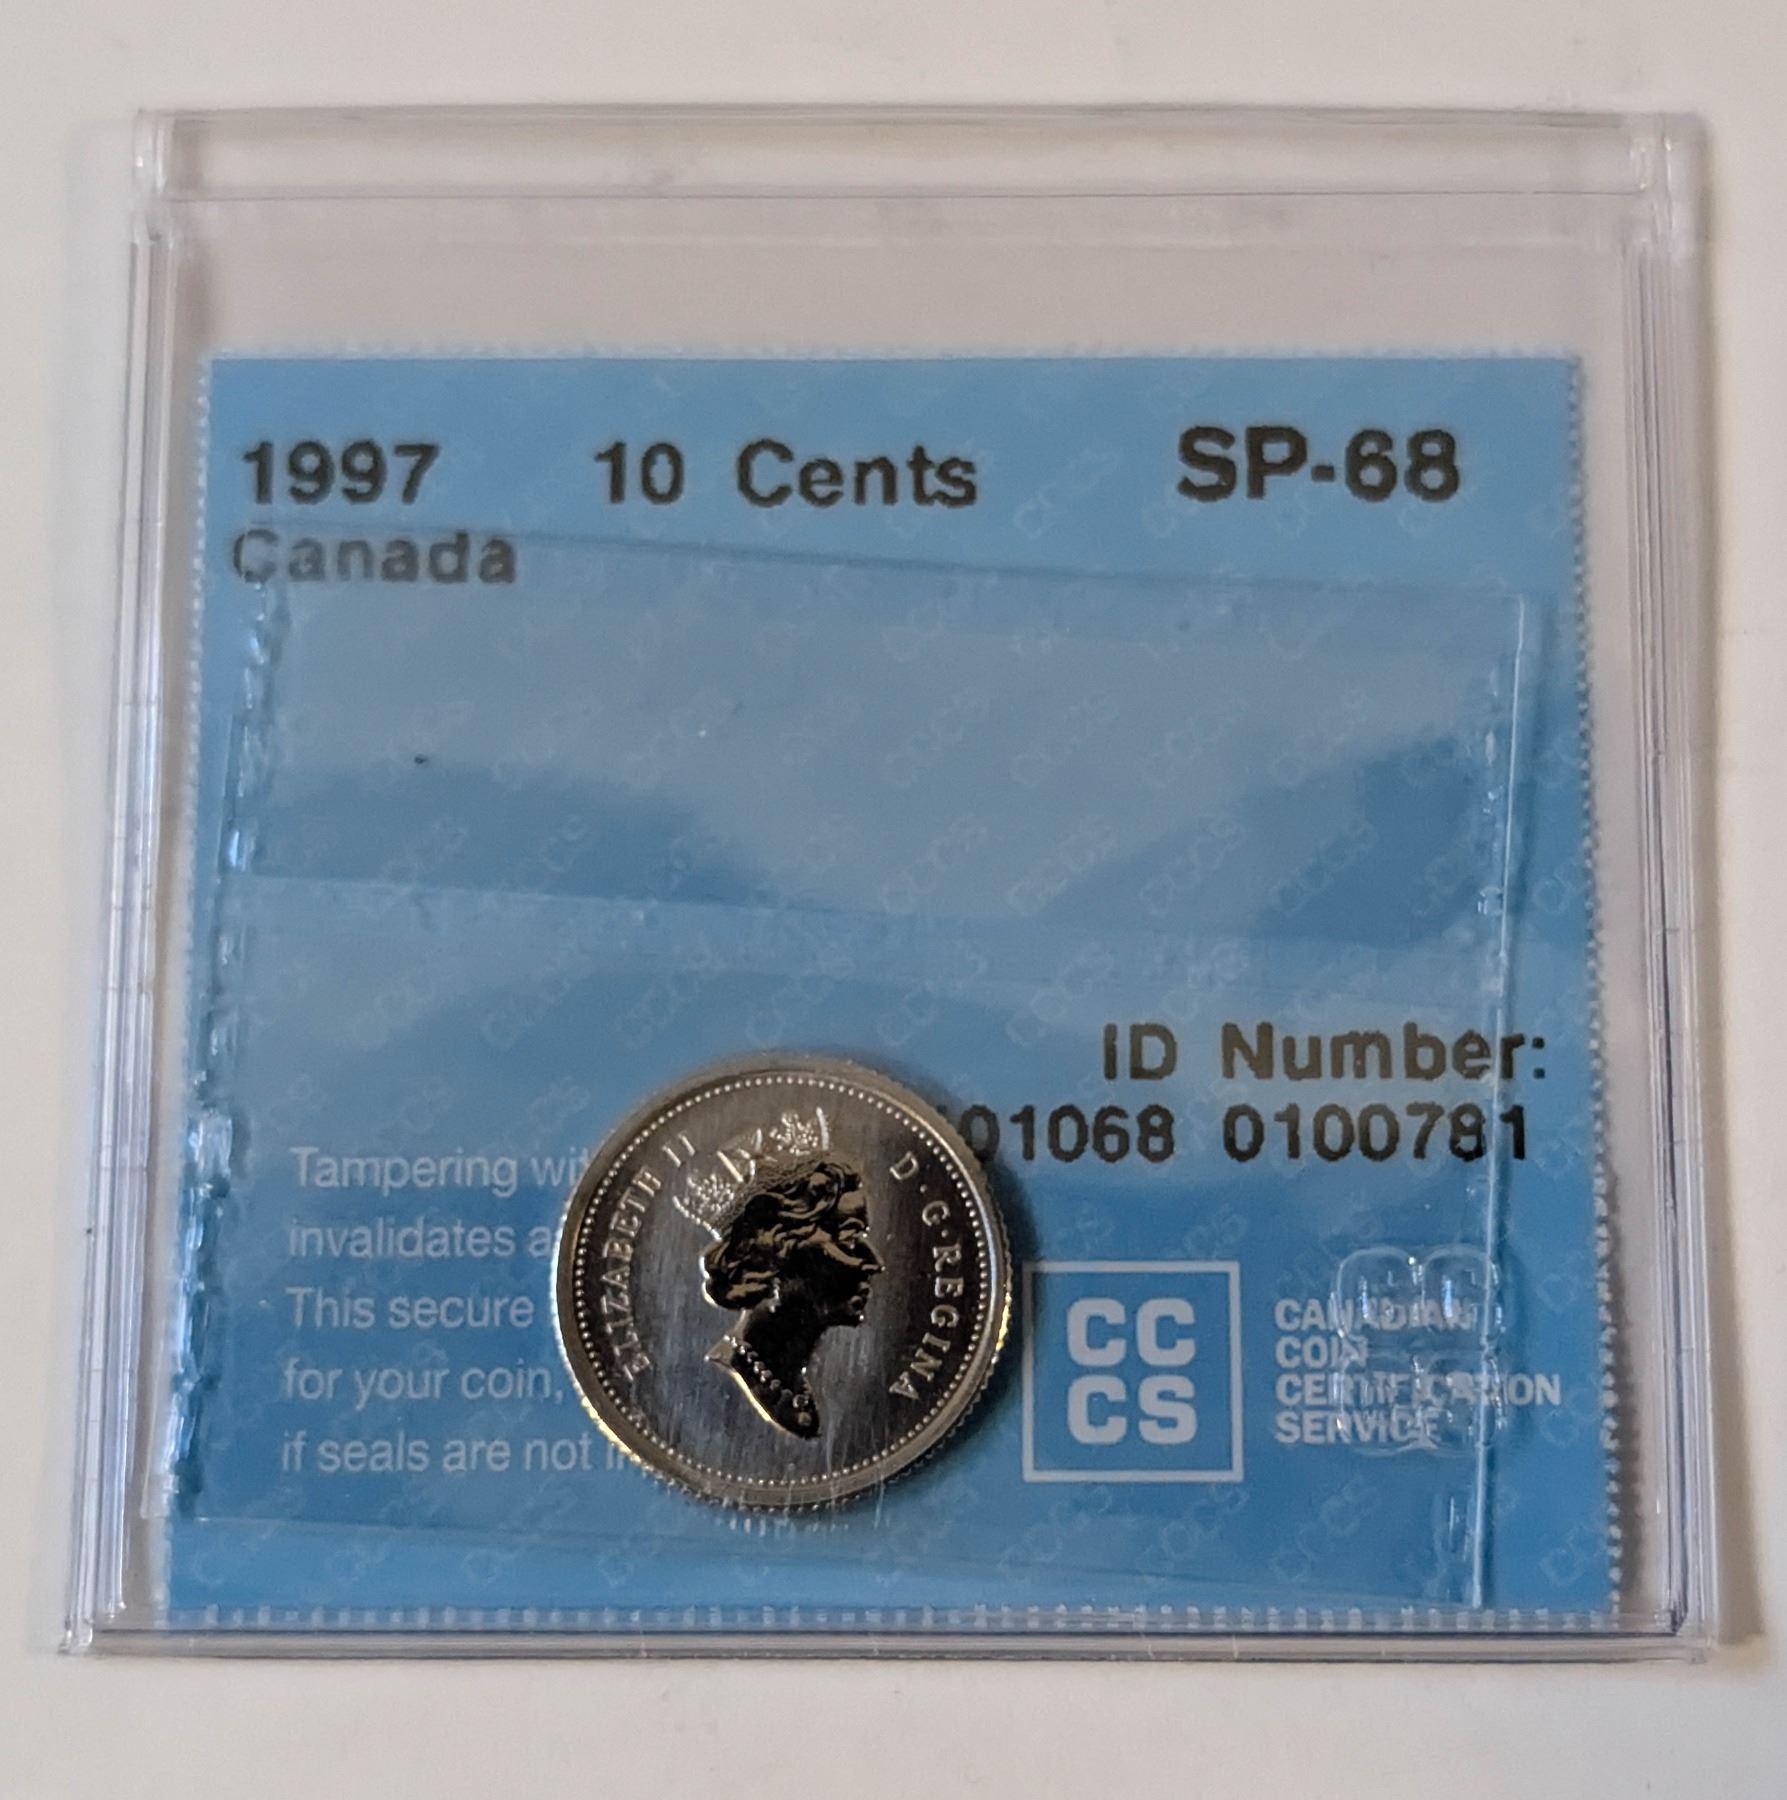 1997 10 Cents SP-68
Canada
ID Number:
01068 0100781
Tampering
invalidates
This secure
for your coin,
if seals are not
ELIZABETH II D·G·REGINA
CC
CS
CANADIAN
COIN
CERTIFICATION
SERVICE